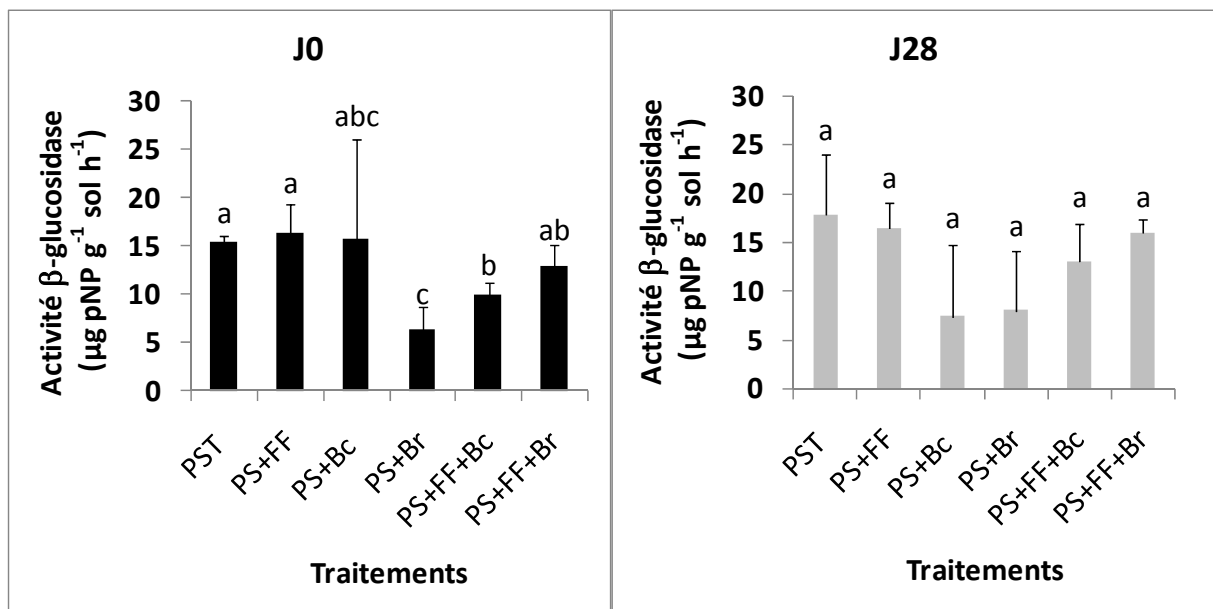 J0
Activité β-glucosidase
(µg pNP g⁻¹ sol h⁻¹)
30
25
20
15
10
5
0
a
a
abc
c
b
ab
PST
PS+FF
PS+Bc
PS+Br
PS+FF+Bc
PS+FF+Br
Traitements
J28
Activité β-glucosidase
(µg pNP g⁻¹ sol h⁻¹)
30
25
20
15
10
5
0
a
a
a
a
a
a
PST
PS+FF
PS+Bc
PS+Br
PS+FF+Bc
PS+FF+Br
Traitements